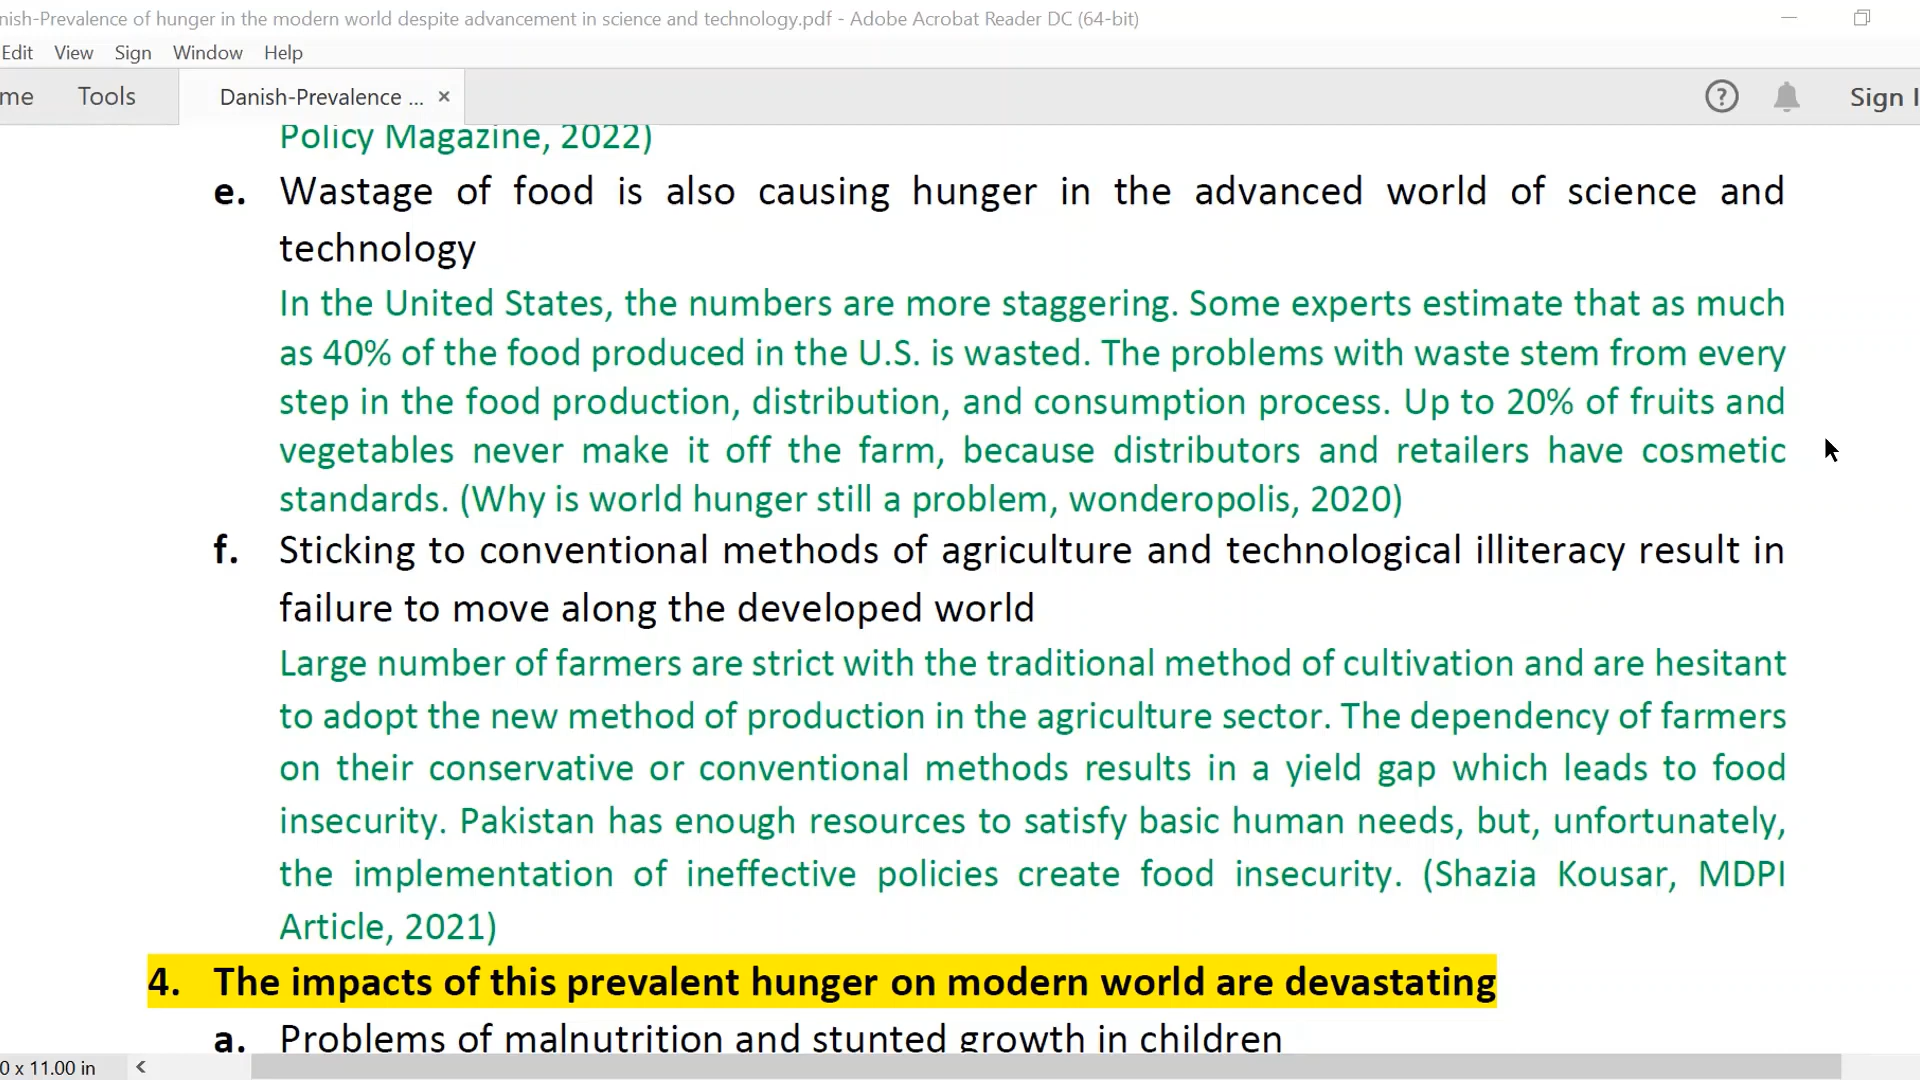 nish-Prevalence of hunger in the modern world despite advancement in science and technology.pdf - Adobe Acrobat Reader DC (64-bit)
Edit View Sign Window Help
me Tools Danish-Prevalence ... × ? Sign I
Policy Magazine, 2022)
e. Wastage of food is also causing hunger in the advanced world of science and
technology
In the United States, the numbers are more staggering. Some experts estimate that as much
as 40% of the food produced in the U.S. is wasted. The problems with waste stem from every
step in the food production, distribution, and consumption process. Up to 20% of fruits and
vegetables never make it off the farm, because distributors and retailers have cosmetic
standards. (Why is world hunger still a problem, wonderopolis, 2020)
f. Sticking to conventional methods of agriculture and technological illiteracy result in
failure to move along the developed world
Large number of farmers are strict with the traditional method of cultivation and are hesitant
to adopt the new method of production in the agriculture sector. The dependency of farmers
on their conservative or conventional methods results in a yield gap which leads to food
insecurity. Pakistan has enough resources to satisfy basic human needs, but, unfortunately,
the implementation of ineffective policies create food insecurity. (Shazia Kousar, MDPI
Article, 2021)
4. The impacts of this prevalent hunger on modern world are devastating
a. Problems of malnutrition and stunted growth in children
0 x 11.00 in <